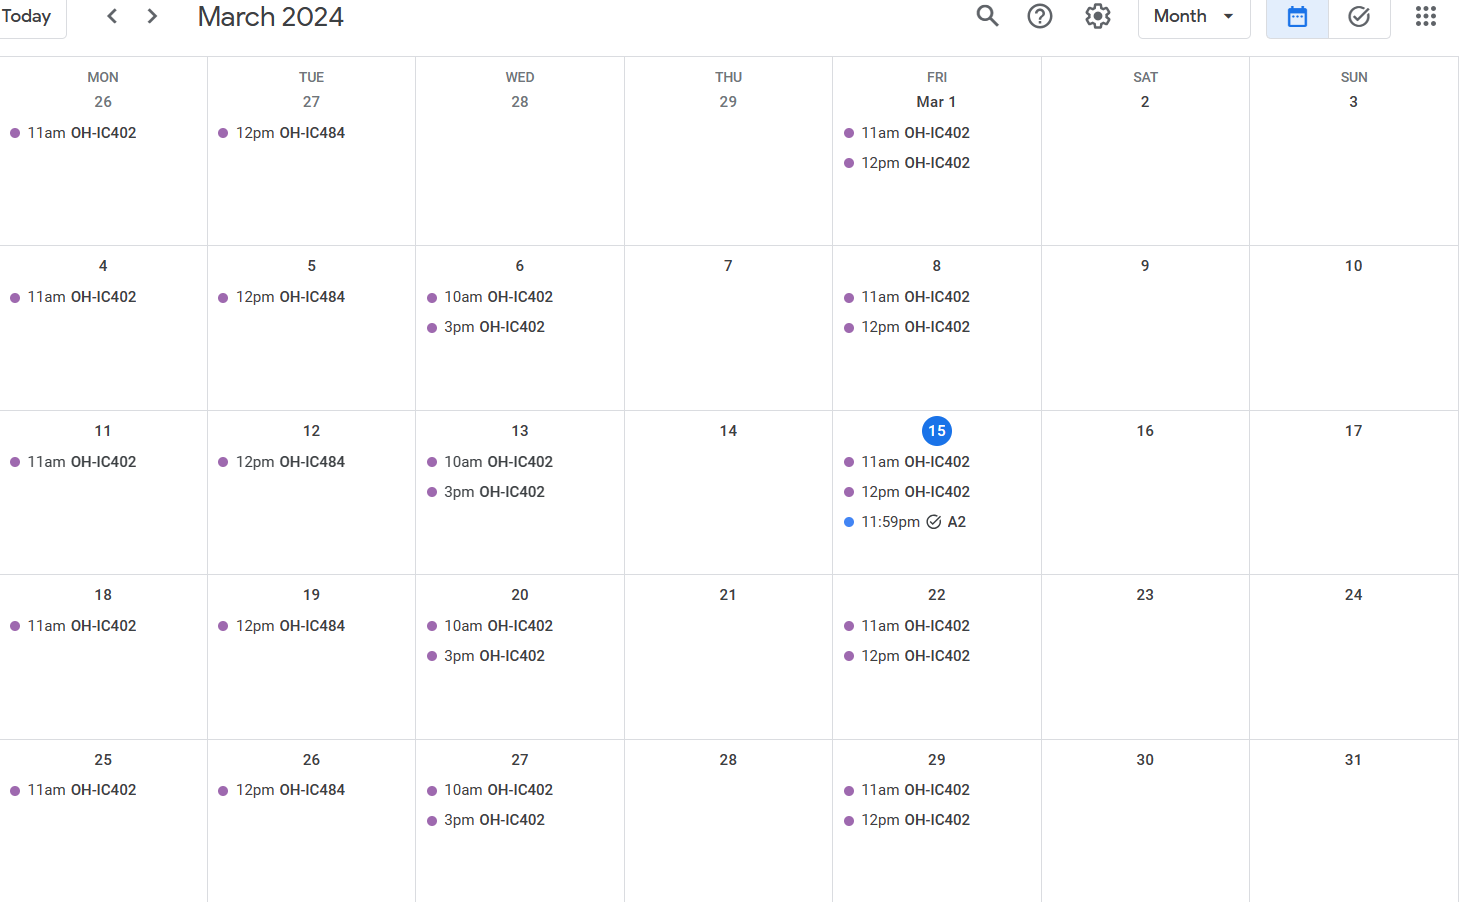 Today March 2024 Month
MON TUE WED THU FRI SAT SUN
26 27 28 29 Mar 1 2 3
11am OH-IC402 12pm OH-IC484 11am OH-IC402
12pm OH-IC402
4 5 6 7 8 9 10
11am OH-IC402 12pm OH-IC484 10am OH-IC402 11am OH-IC402
3pm OH-IC402 12pm OH-IC402
11 12 13 14 15 16 17
11am OH-IC402 12pm OH-IC484 10am OH-IC402 11am OH-IC402
3pm OH-IC402 12pm OH-IC402
11:59pm A2
18 19 20 21 22 23 24
11am OH-IC402 12pm OH-IC484 10am OH-IC402 11am OH-IC402
3pm OH-IC402 12pm OH-IC402
25 26 27 28 29 30 31
11am OH-IC402 12pm OH-IC484 10am OH-IC402 11am OH-IC402
3pm OH-IC402 12pm OH-IC402